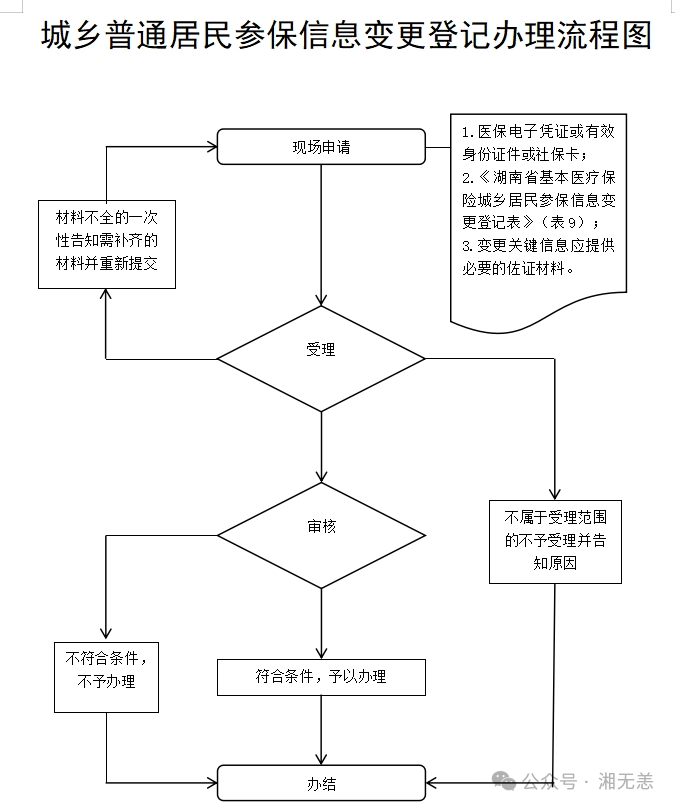 城乡普通居民参保信息变更登记办理流程图
现场申请
1.医保电子凭证或有效
身份证件或社保卡；
2.《湖南省基本医疗保
险城乡居民参保信息变
更登记表》（表9）；
3.变更关键信息应提供
必要的佐证材料。
材料不全的一次
性告知需补齐的
材料并重新提交
受理
审核
不属于受理范围
的不予受理并告
知原因
不符合条件，
不予办理
符合条件，予以办理
办结
公众号·湘无恙